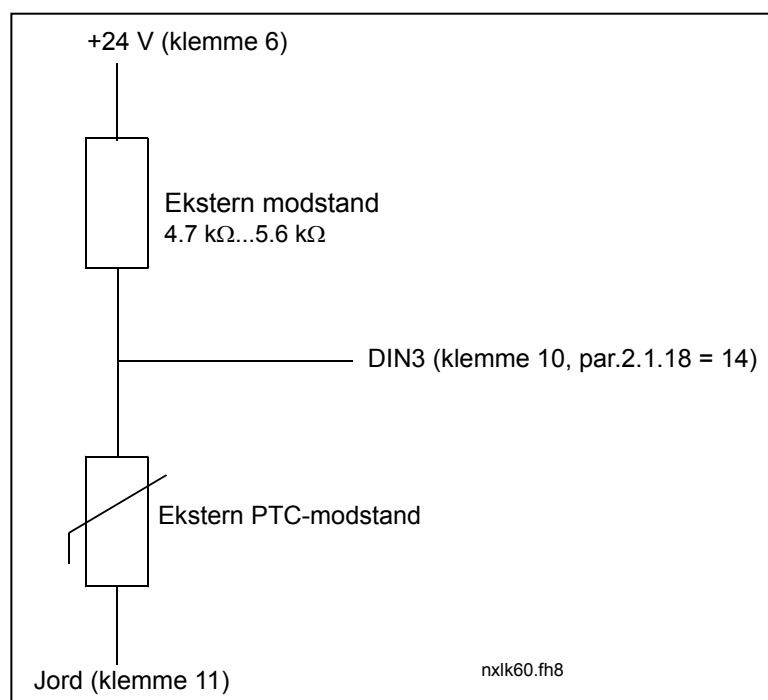 +24 V (klemme 6)
Ekstern modstand
4.7 kΩ...5.6 kΩ
DIN3 (klemme 10, par.2.1.18 = 14)
Ekstern PTC-modstand
Jord (klemme 11)
nxlk60.fh8